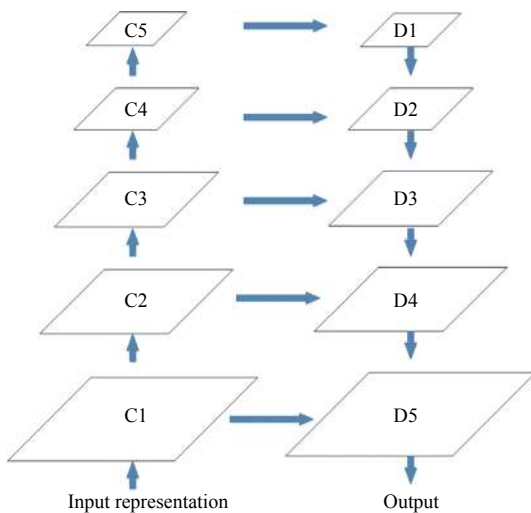 C5 D1
C4 D2
C3 D3
C2 D4
C1 D5
Input representation Output